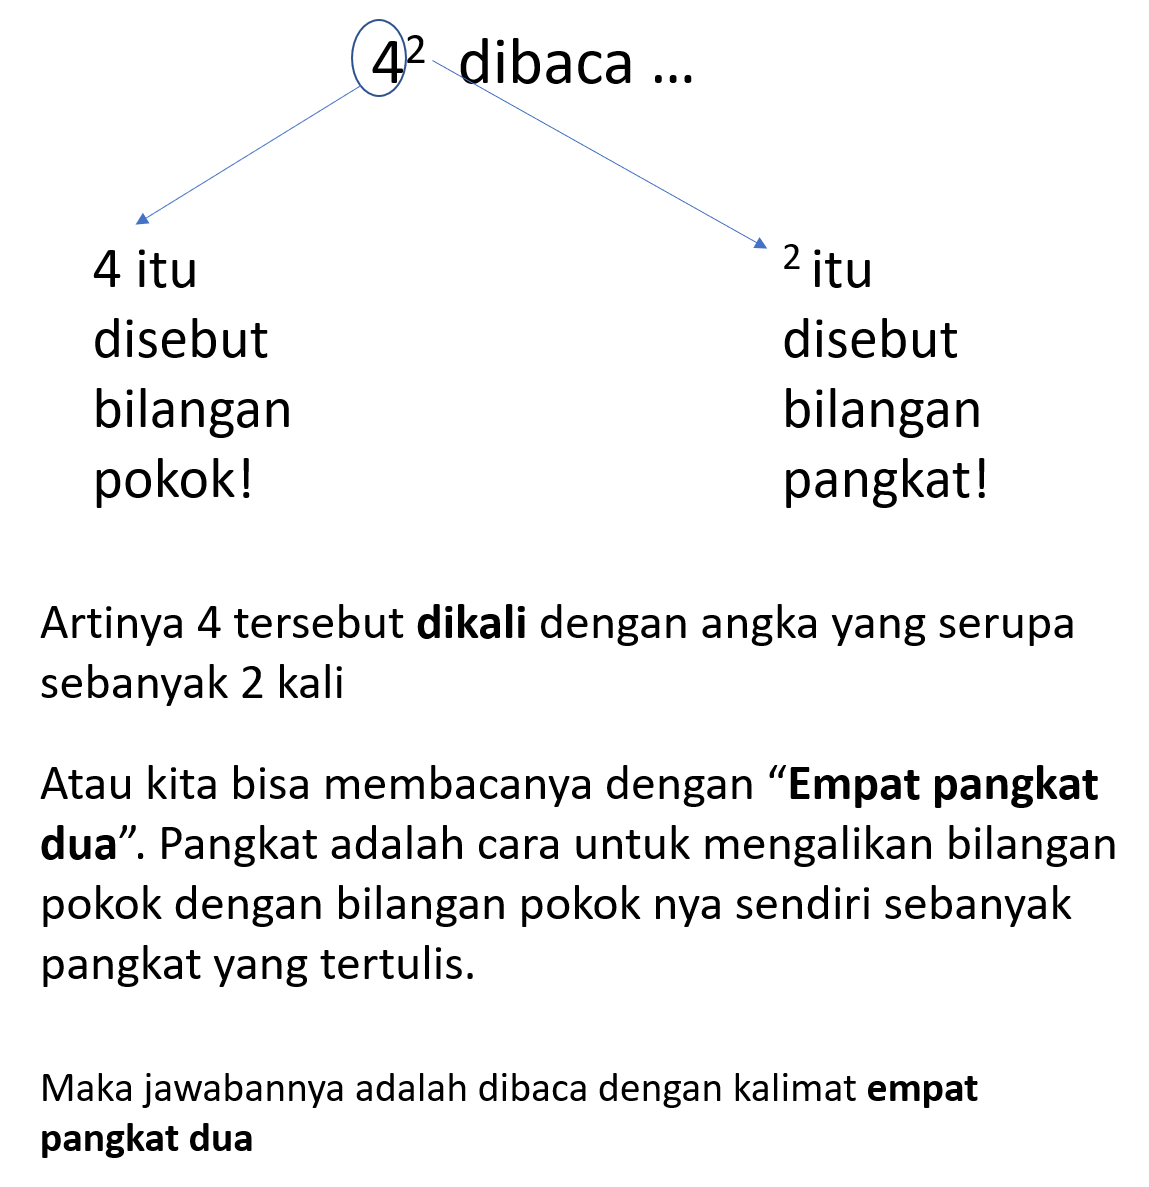 4² dibaca ...
4 itu
disebut
bilangan
pokok!
² itu
disebut
bilangan
pangkat!
Artinya 4 tersebut dikali dengan angka yang serupa
sebanyak 2 kali
Atau kita bisa membacanya dengan “Empat pangkat
dua”. Pangkat adalah cara untuk mengalikan bilangan
pokok dengan bilangan pokok nya sendiri sebanyak
pangkat yang tertulis.
Maka jawabannya adalah dibaca dengan kalimat empat
pangkat dua